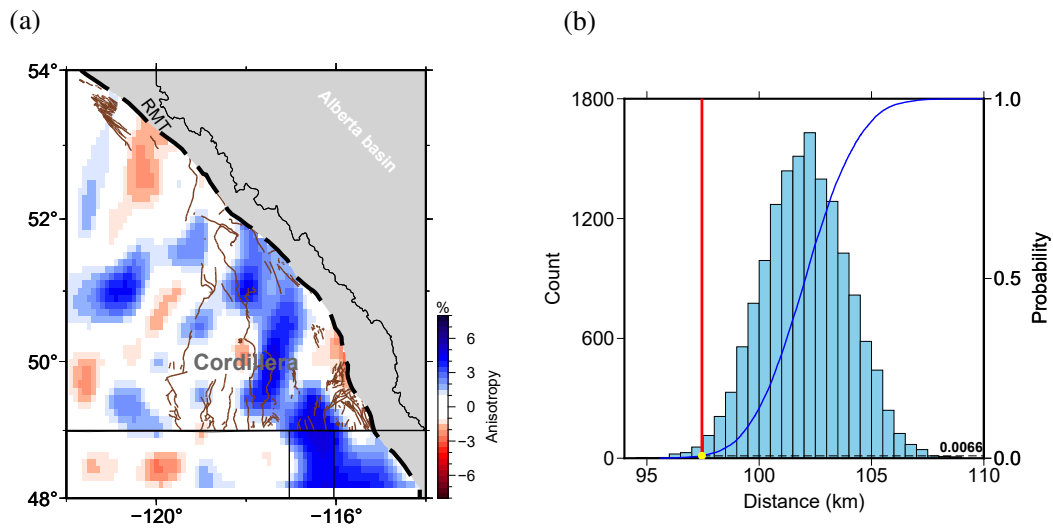 (a)
(b)
54°
52°
50°
48°
−120°
−116°
RMT
Alberta basin
Cordillera
%
6
3
0
−3
−6
Anisotropy
1800
1200
600
0
Count
95
100
105
110
Distance (km)
1.0
0.5
0.0
Probability
0.0066